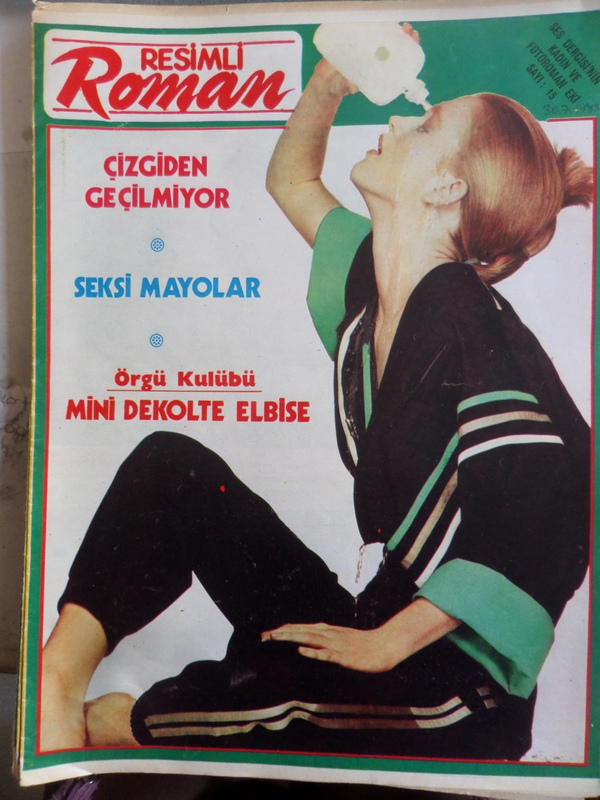 RESİMLİ
Roman
SES DERGİSİ'NİN
KADIN VE
FOTOROMAN EKİ
SAYI: 15
ÇİZGİDEN
GEÇİLMİYOR
SEKSİ MAYOLAR
Örgü Kulübü
MİNİ DEKOLTE ELBİSE